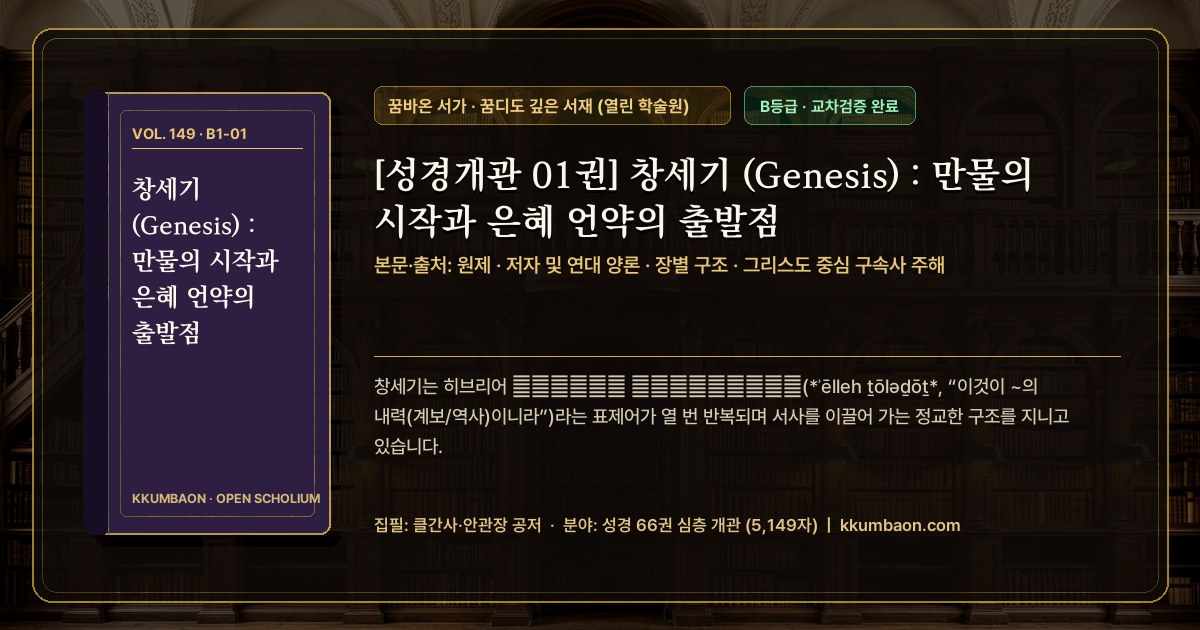 VOL. 149 · B1-01
창세기
(Genesis) :
만물의 시작과
은혜 언약의
출발점
KKUMBAON · OPEN SCHOLIUM
꿈바온 서가 · 꿈디도 깊은 서재 (열린 학술원)
B등급 · 교차검증 완료
[성경개관 01권] 창세기 (Genesis) : 만물의
시작과 은혜 언약의 출발점
본문·출처: 원제 · 저자 및 연대 양론 · 장별 구조 · 그리스도 중심 구속사 주해
창세기는 히브리어 (*ʾēlleh ṯōləḏōṯ*, “이것이 ~의
내력(계보/역사)이니라”)라는 표제어가 열 번 반복되며 서사를 이끌어 가는 정교한 구조를 지니고
있습니다.
집필: 클간사·안관장 공저 · 분야: 성경 66권 심층 개관 (5,149자) | kkumbaon.com